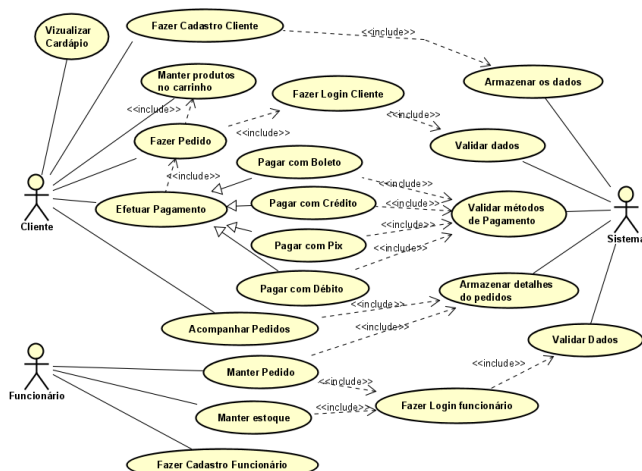 Vizualizar
Cardápio
Fazer Cadastro Cliente
<<include>>
Manter produtos
no carrinho
Armazenar os dados
<<include>>
Fazer Login Cliente
<<include>>
<<include>>
Fazer Pedido
Validar dados
Pagar com Boleto
<<include>>
<<include>>
Cliente
Efetuar Pagamento
Pagar com Crédito
<<include>>
Validar métodos
de Pagamento
Sistema
<<include>>
Pagar com Pix
<<include>>
Pagar com Débito
Armazenar detalhes
do pedidos
<<include>>
Acompanhar Pedidos
<<include>>
Validar Dados
<<include>>
Funcionário
Manter Pedido
<<include>>
Manter estoque
<<include>>
Fazer Login funcionário
Fazer Cadastro Funcionário